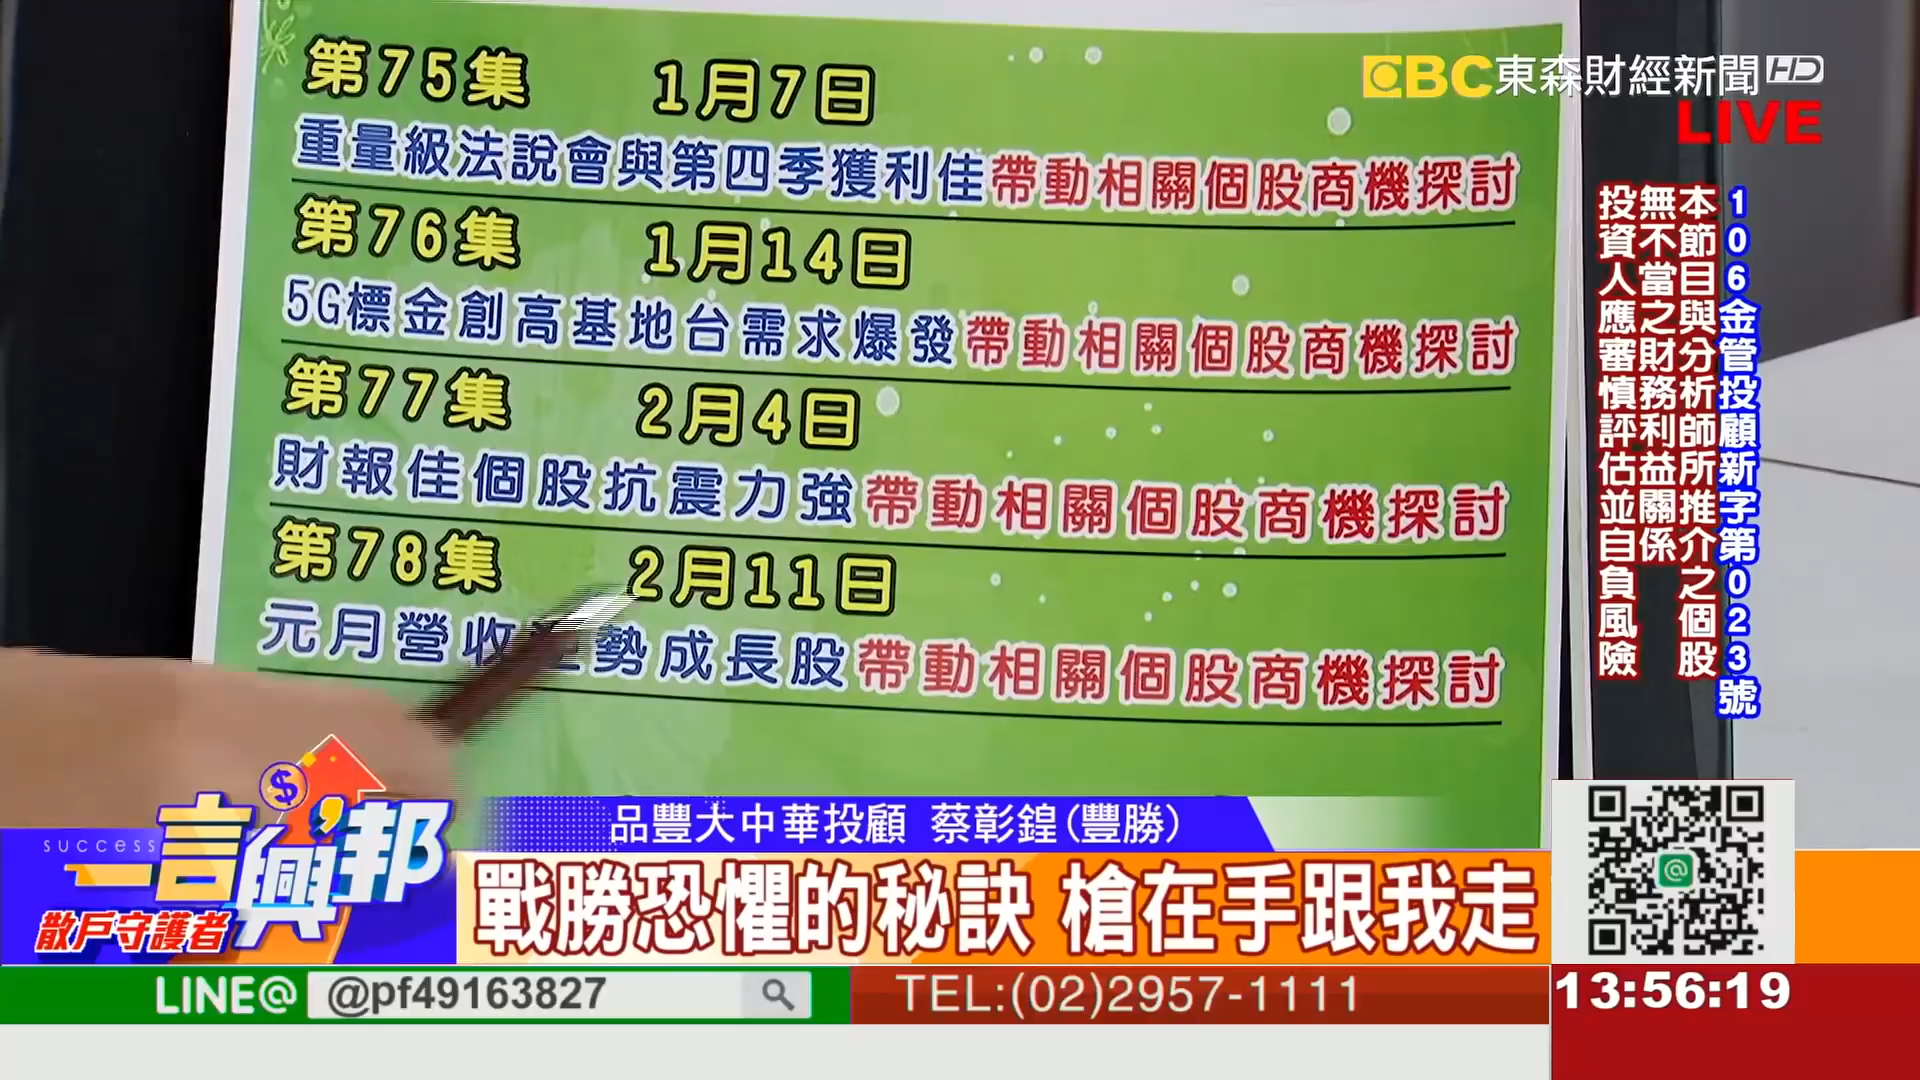 第75集 1月7日
重量級法說會與第四季獲利佳帶動相關個股商機探討
第76集 1月14日
5G標金創高基地台需求爆發帶動相關個股商機探討
第77集 2月4日
財報佳個股抗震力強帶動相關個股商機探討
第78集 2月11日
元月營收 勢成長股帶動相關個股商機探討
EBC東森財經新聞HD
LIVE
106金管投顧新字第023號
本節目與分析師所推介之個股
無不當之財務利益關係
投資人應審慎評估並自負風險
success
一言興邦
散戶守護者
品豐大中華投顧 蔡彰鍠(豐勝)
戰勝恐懼的秘訣 槍在手跟我走
LINE@ @pf49163827
TEL:(02)2957-1111
13:56:19